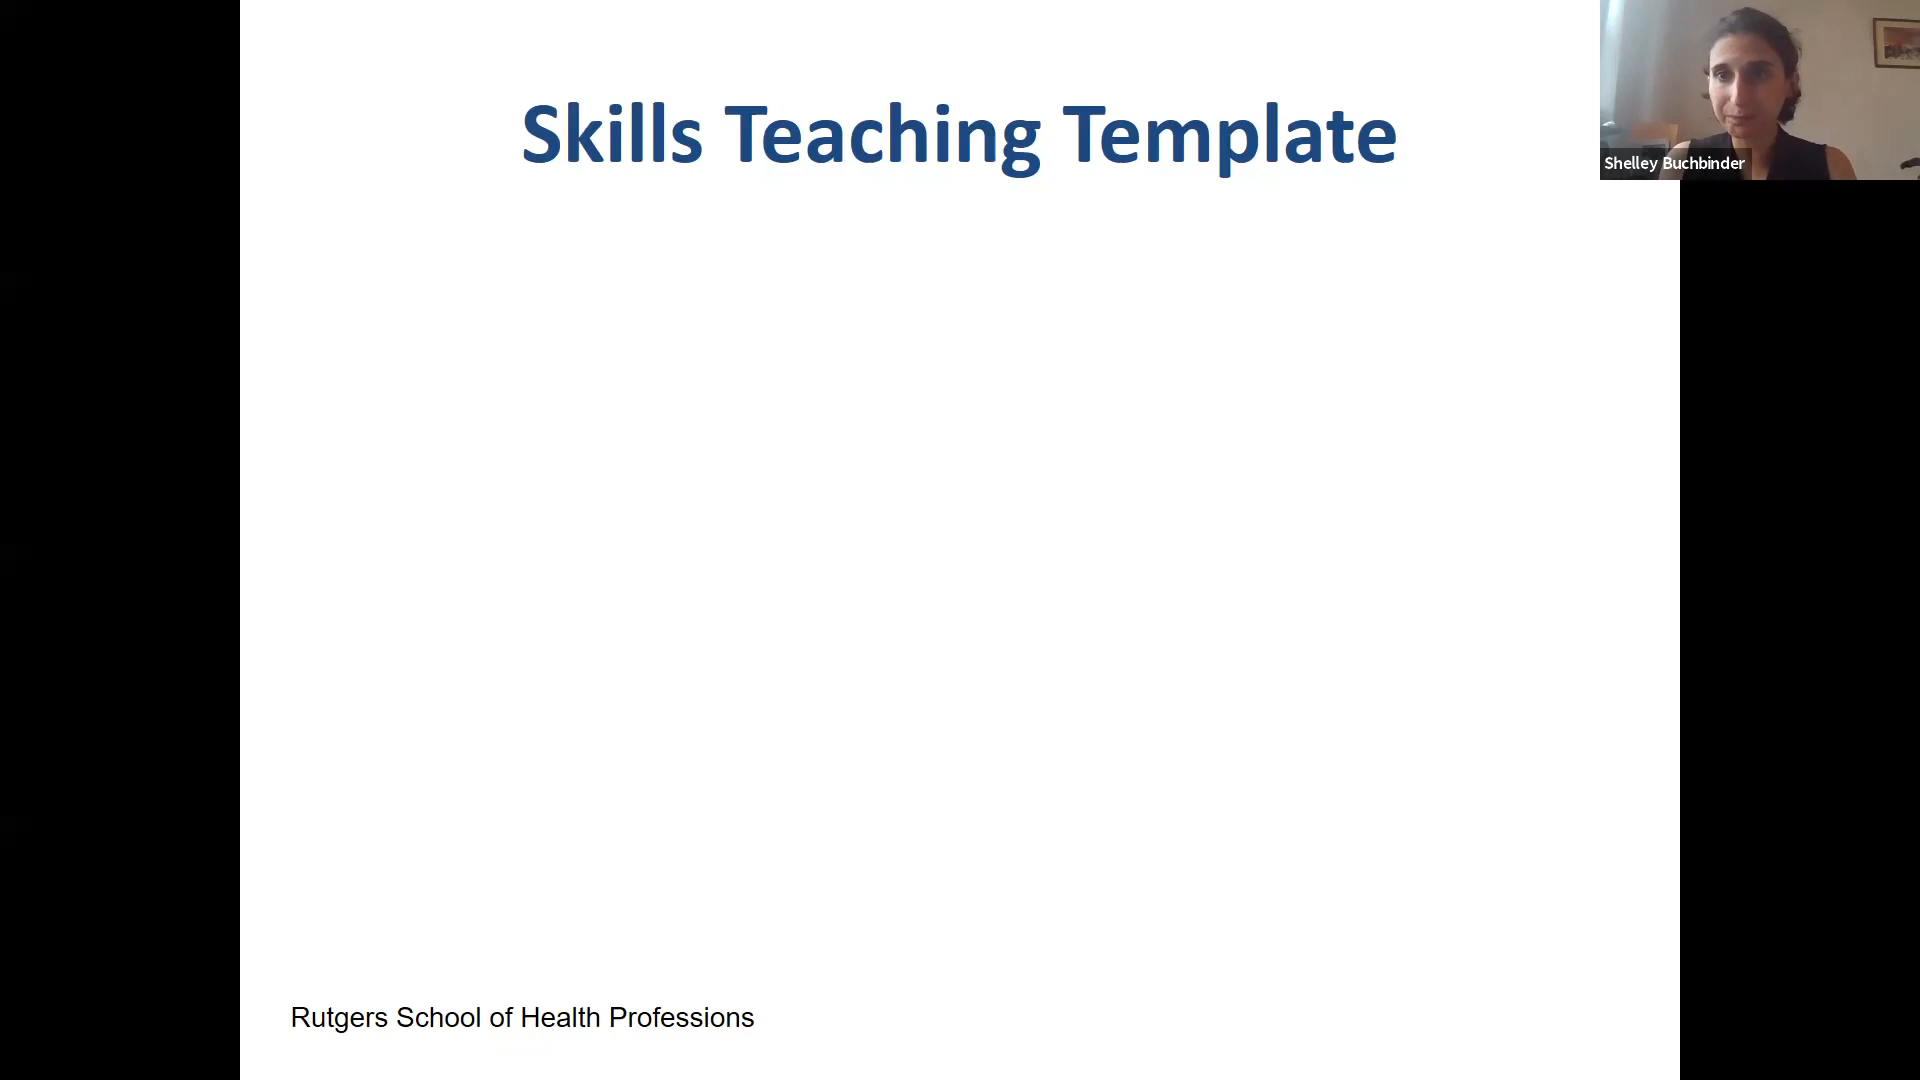 Skills Teaching Template
Shelley Buchbinder
Rutgers School of Health Professions